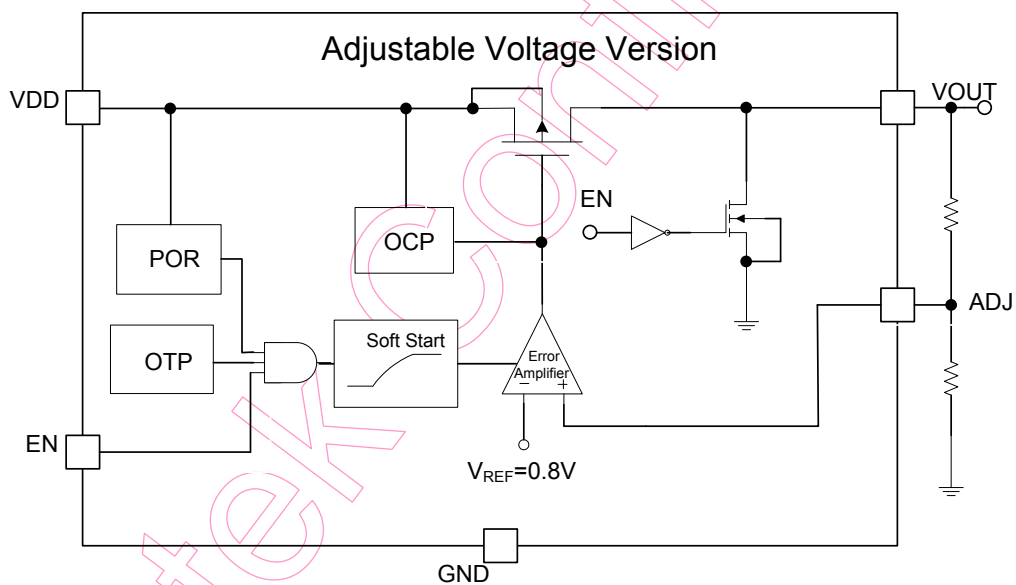 Adjustable Voltage Version
VDD
VOUT
EN
OCP
POR
ADJ
Soft Start
OTP
Error
Amplifier
− +
EN
VREF=0.8V
GND